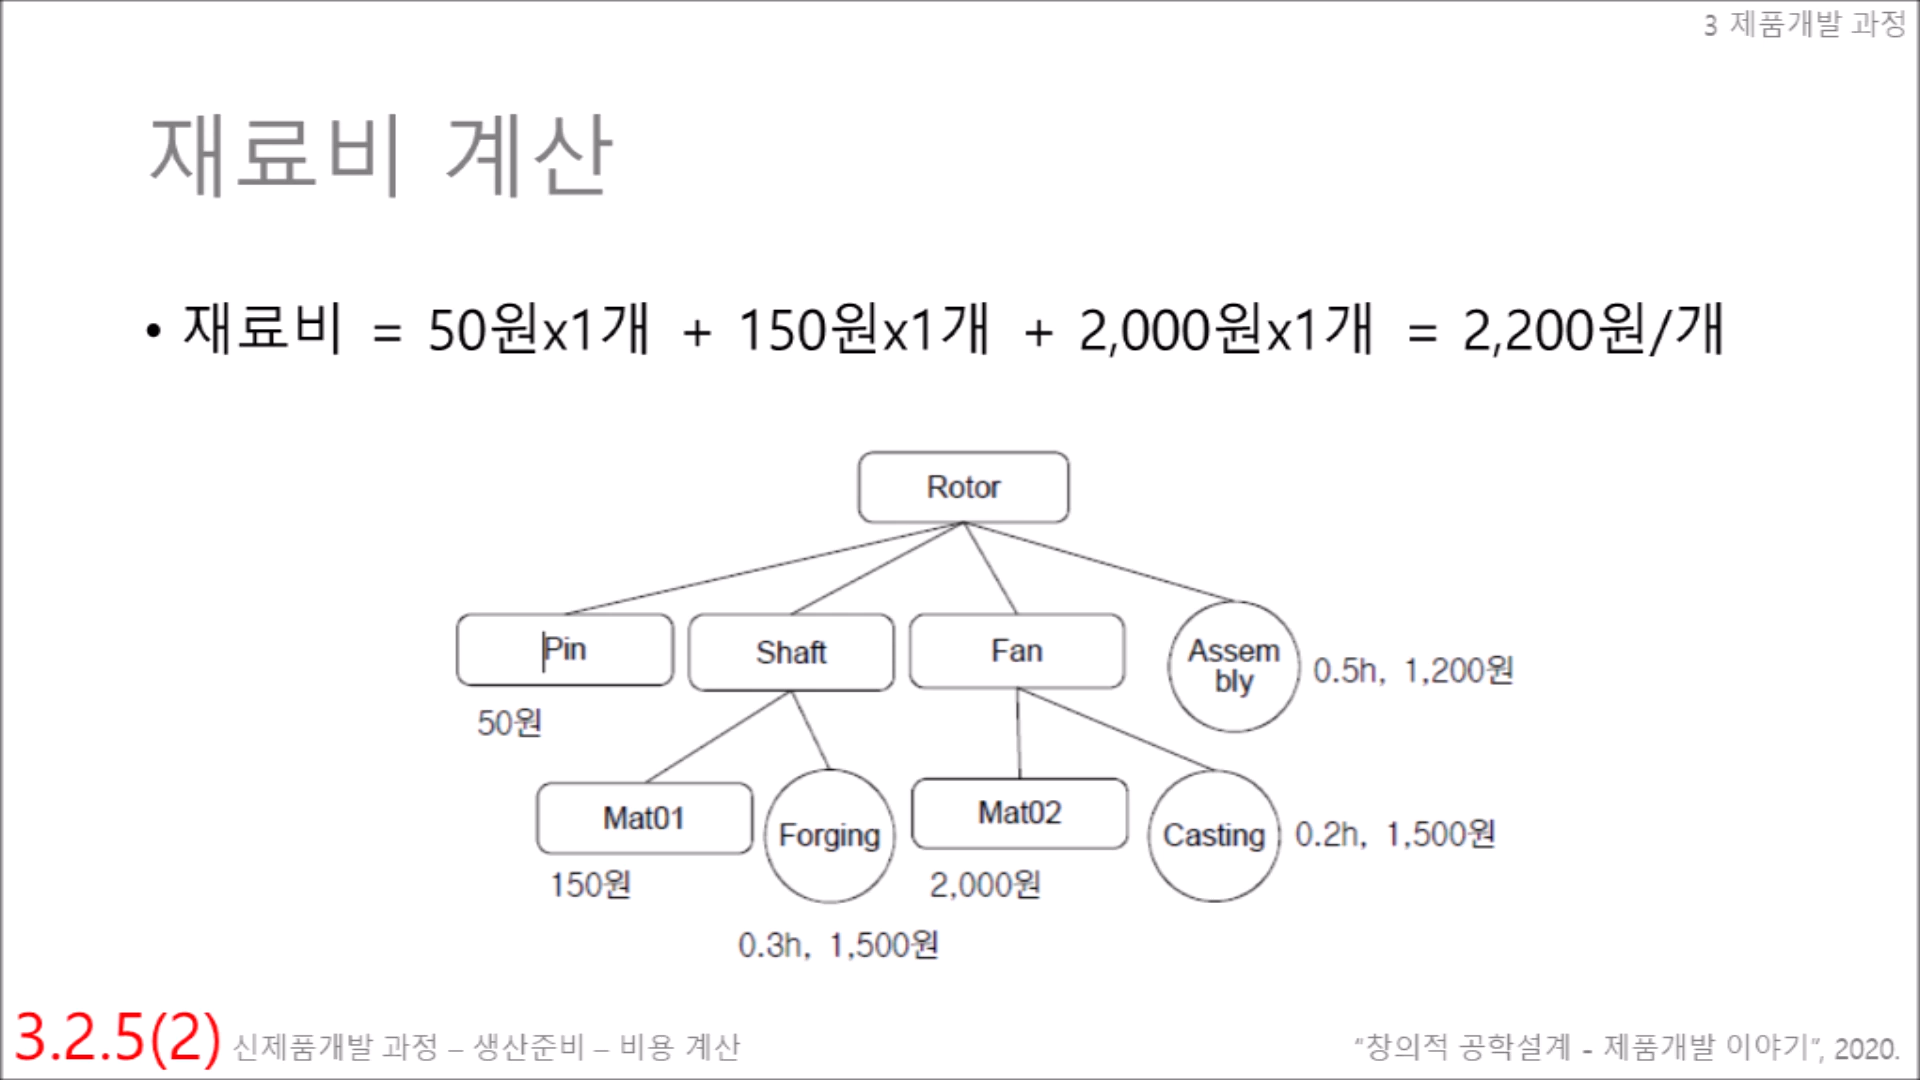 3 제품개발 과정
재료비 계산
• 재료비 = 50원x1개 + 150원x1개 + 2,000원x1개 = 2,200원/개
Rotor
Pin
Shaft
Fan
Assem
bly
0.5h, 1,200원
50원
Mat01
Forging
Mat02
Casting
0.2h, 1,500원
150원
2,000원
0.3h, 1,500원
3.2.5(2) 신제품개발 과정 – 생산준비 – 비용 계산
“창의적 공학설계 - 제품개발 이야기”, 2020.